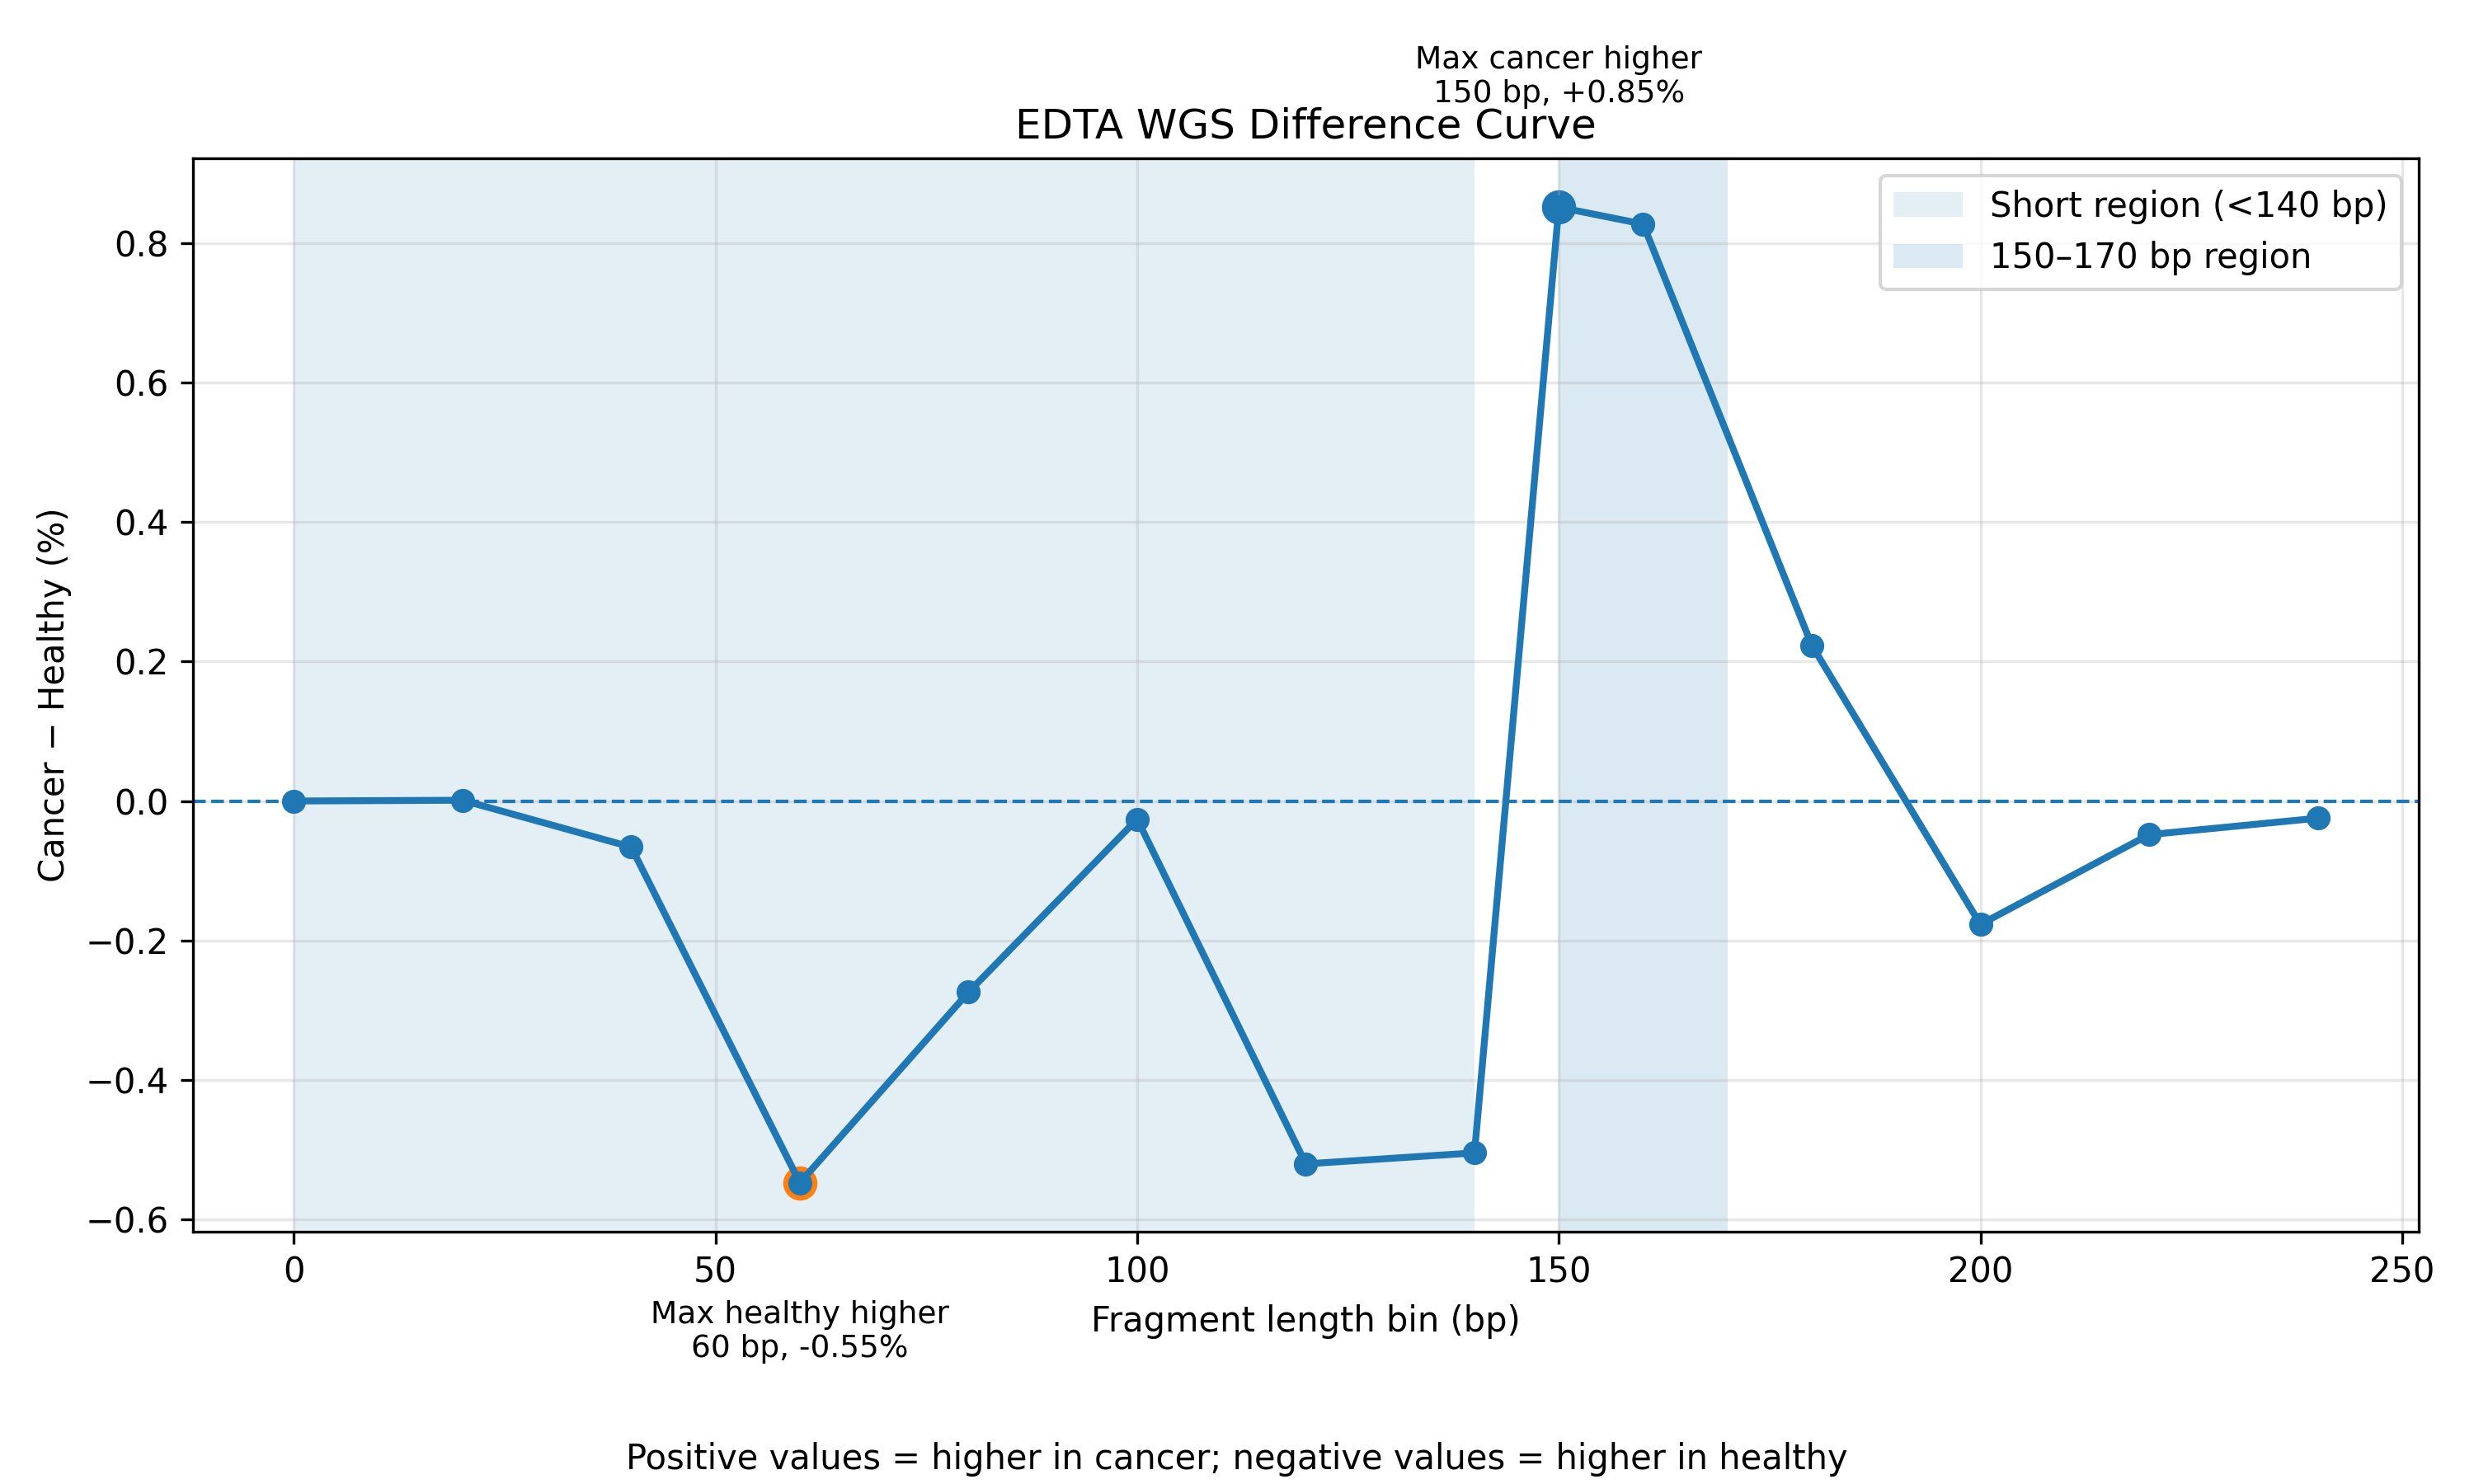 Max cancer higher
150 bp, +0.85%
EDTA WGS Difference Curve
Short region (<140 bp)
150–170 bp region
Cancer − Healthy (%)
0.8
0.6
0.4
0.2
0.0
−0.2
−0.4
−0.6
0 50 100 150 200 250
Max healthy higher
60 bp, -0.55%
Fragment length bin (bp)
Positive values = higher in cancer; negative values = higher in healthy